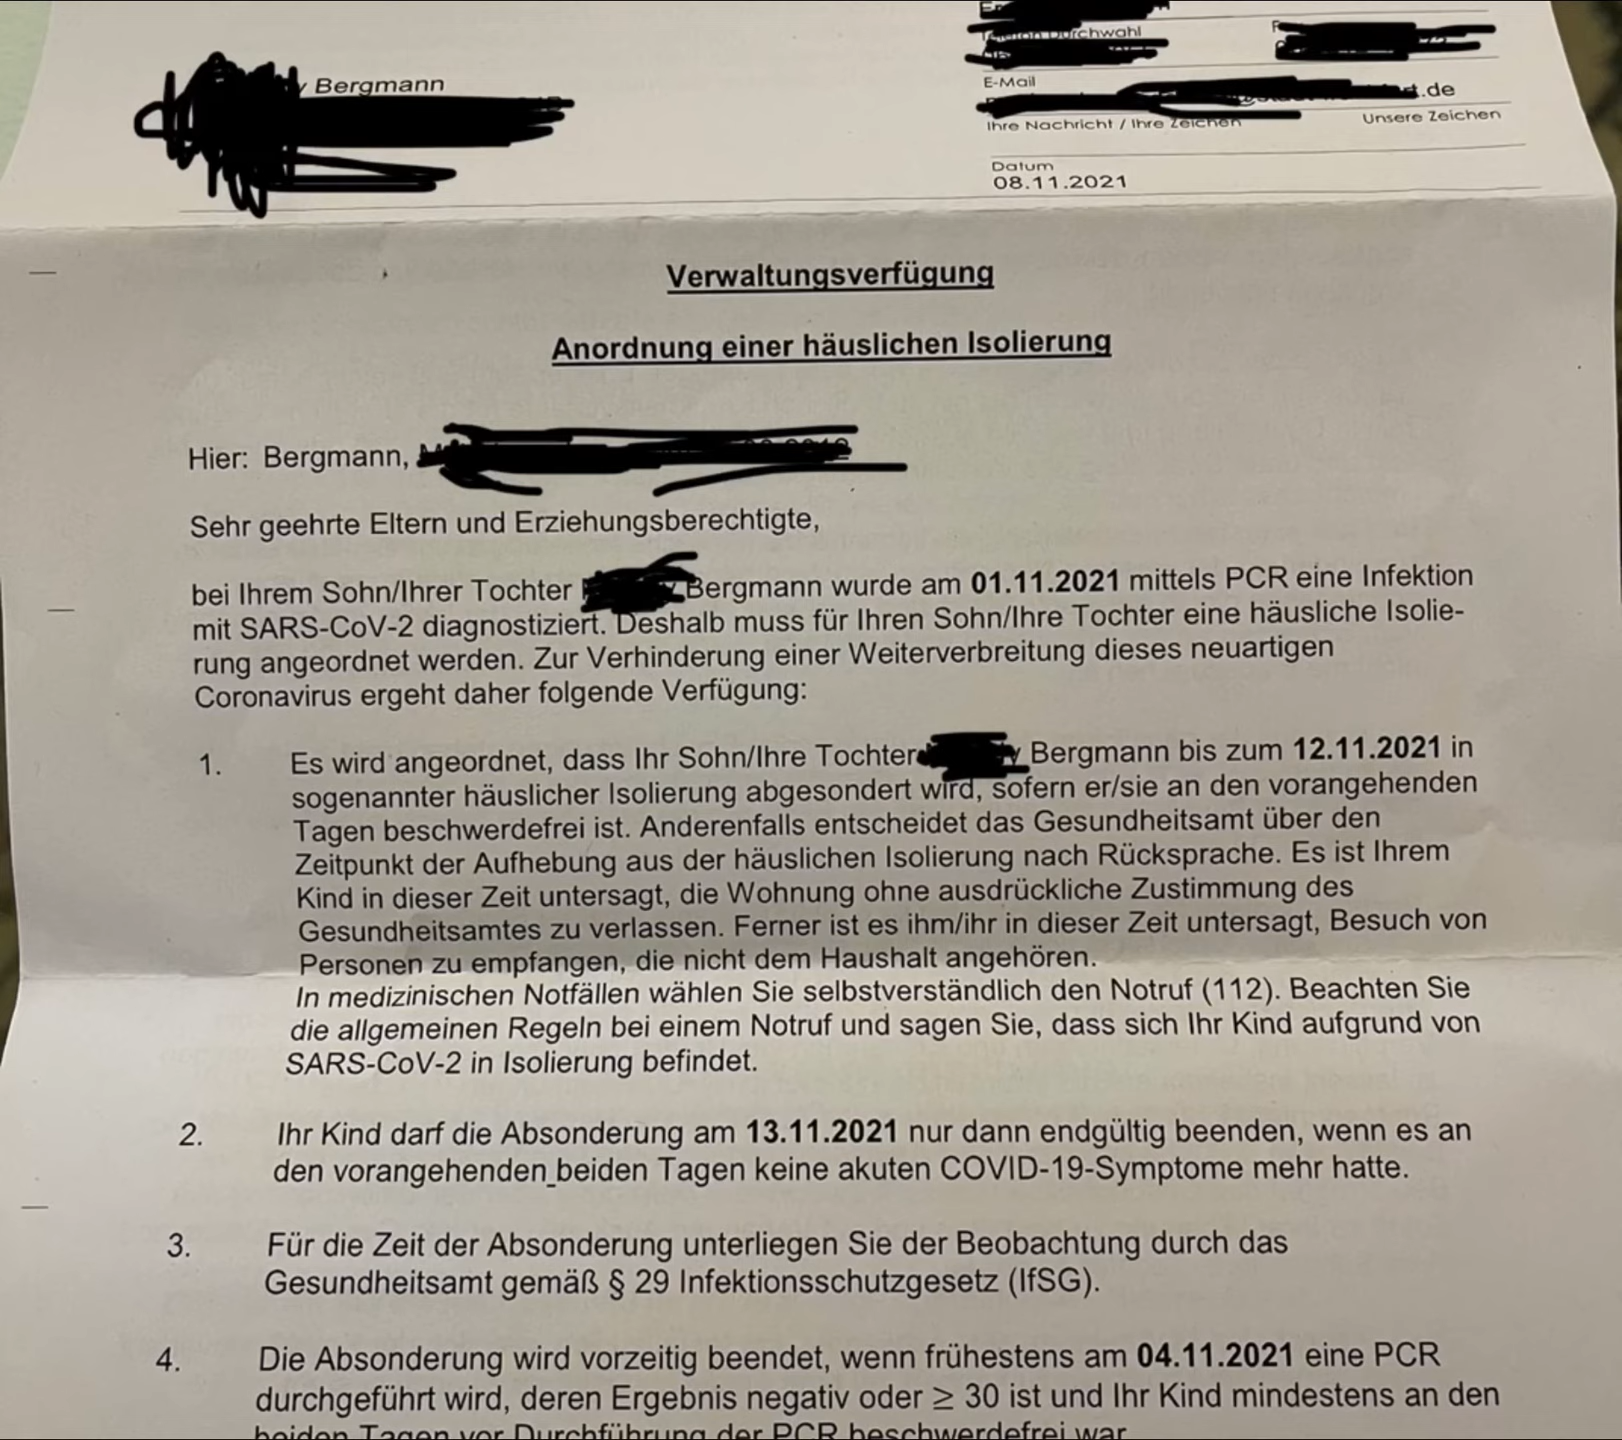 Bergmann
Durchwahl
E-Mail
.de
Ihre Nachricht / Ihre Zeichen
Unsere Zeichen
Datum
08.11.2021
Verwaltungsverfügung
Anordnung einer häuslichen Isolierung
Hier: Bergmann,
Sehr geehrte Eltern und Erziehungsberechtigte,
bei Ihrem Sohn/Ihrer Tochter Bergmann wurde am 01.11.2021 mittels PCR eine Infektion
mit SARS-CoV-2 diagnostiziert. Deshalb muss für Ihren Sohn/Ihre Tochter eine häusliche Isolie-
rung angeordnet werden. Zur Verhinderung einer Weiterverbreitung dieses neuartigen
Coronavirus ergeht daher folgende Verfügung:
1. Es wird angeordnet, dass Ihr Sohn/Ihre Tochter Bergmann bis zum 12.11.2021 in
sogenannter häuslicher Isolierung abgesondert wird, sofern er/sie an den vorangehenden
Tagen beschwerdefrei ist. Anderenfalls entscheidet das Gesundheitsamt über den
Zeitpunkt der Aufhebung aus der häuslichen Isolierung nach Rücksprache. Es ist Ihrem
Kind in dieser Zeit untersagt, die Wohnung ohne ausdrückliche Zustimmung des
Gesundheitsamtes zu verlassen. Ferner ist es ihm/ihr in dieser Zeit untersagt, Besuch von
Personen zu empfangen, die nicht dem Haushalt angehören.
In medizinischen Notfällen wählen Sie selbstverständlich den Notruf (112). Beachten Sie
die allgemeinen Regeln bei einem Notruf und sagen Sie, dass sich Ihr Kind aufgrund von
SARS-CoV-2 in Isolierung befindet.
2. Ihr Kind darf die Absonderung am 13.11.2021 nur dann endgültig beenden, wenn es an
den vorangehenden beiden Tagen keine akuten COVID-19-Symptome mehr hatte.
3. Für die Zeit der Absonderung unterliegen Sie der Beobachtung durch das
Gesundheitsamt gemäß § 29 Infektionsschutzgesetz (IfSG).
4. Die Absonderung wird vorzeitig beendet, wenn frühestens am 04.11.2021 eine PCR
durchgeführt wird, deren Ergebnis negativ oder ≥ 30 ist und Ihr Kind mindestens an den
beiden Tagen vor Durchführung der PCR beschwerdefrei war